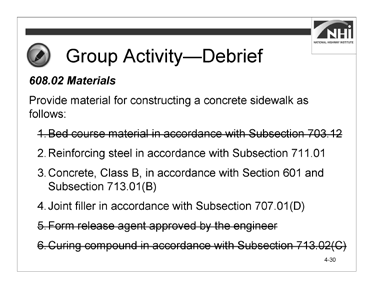 NHI
NATIONAL HIGHWAY INSTITUTE
Group Activity—Debrief
608.02 Materials
Provide material for constructing a concrete sidewalk as
follows:
1. Bed course material in accordance with Subsection 703.12
2. Reinforcing steel in accordance with Subsection 711.01
3. Concrete, Class B, in accordance with Section 601 and
Subsection 713.01(B)
4. Joint filler in accordance with Subsection 707.01(D)
5. Form release agent approved by the engineer
6. Curing compound in accordance with Subsection 713.02(C)
4-30